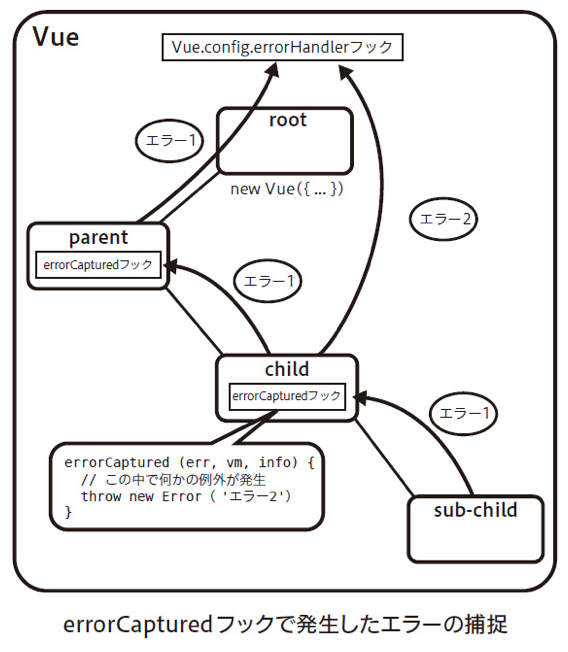 Vue
Vue.config.errorHandlerフック
エラー1
root
new Vue({ ... })
エラー2
parent
errorCapturedフック
エラー1
child
errorCapturedフック
エラー1
errorCaptured (err, vm, info) {
// この中で何かの例外が発生
throw new Error ( 'エラー2')
}
sub-child
errorCapturedフックで発生したエラーの捕捉